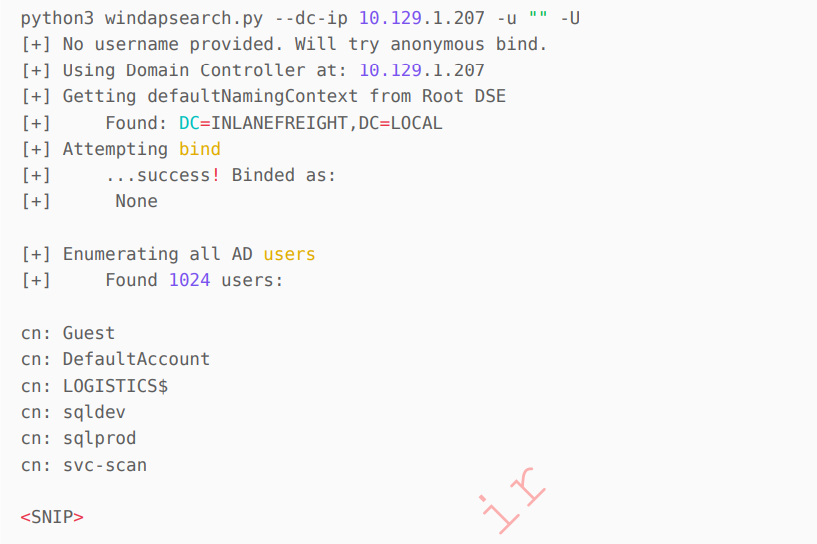 python3 windapsearch.py --dc-ip 10.129.1.207 -u "" -U
[+] No username provided. Will try anonymous bind.
[+] Using Domain Controller at: 10.129.1.207
[+] Getting defaultNamingContext from Root DSE
[+]     Found: DC=INLANEFREIGHT,DC=LOCAL
[+] Attempting bind
[+]     ...success! Binded as:
[+]      None
[+] Enumerating all AD users
[+]     Found 1024 users:
cn: Guest
cn: DefaultAccount
cn: LOGISTICS$
cn: sqldev
cn: sqlprod
cn: svc-scan
<SNIP>
ir